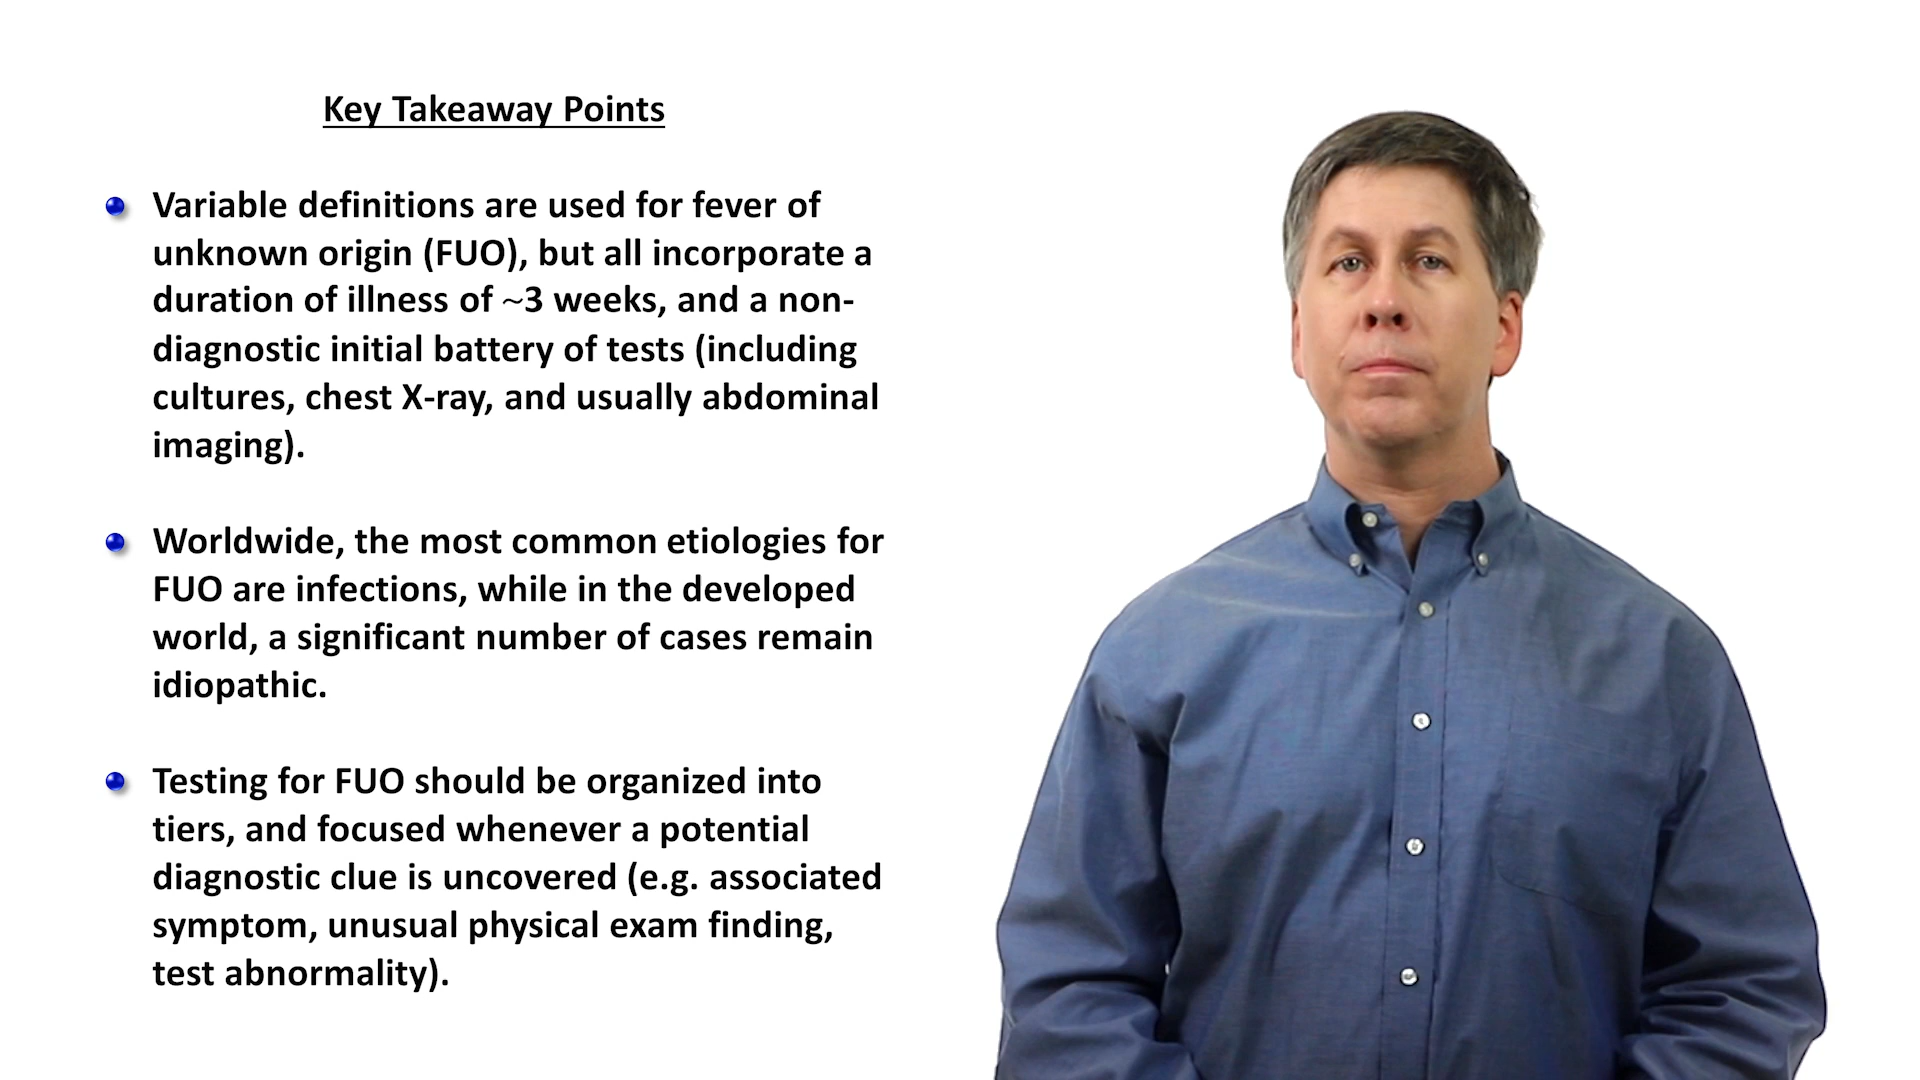 Key Takeaway Points
Variable definitions are used for fever of
unknown origin (FUO), but all incorporate a
duration of illness of ~3 weeks, and a non-
diagnostic initial battery of tests (including
cultures, chest X-ray, and usually abdominal
imaging).
Worldwide, the most common etiologies for
FUO are infections, while in the developed
world, a significant number of cases remain
idiopathic.
Testing for FUO should be organized into
tiers, and focused whenever a potential
diagnostic clue is uncovered (e.g. associated
symptom, unusual physical exam finding,
test abnormality).